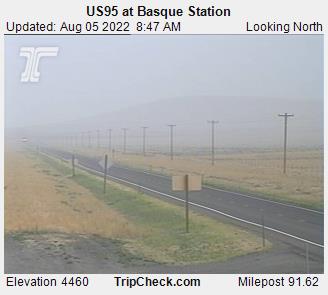 US95 at Basque Station
Updated: Aug 05 2022 8:47 AM Looking North
Elevation 4460 TripCheck.com Milepost 91.62